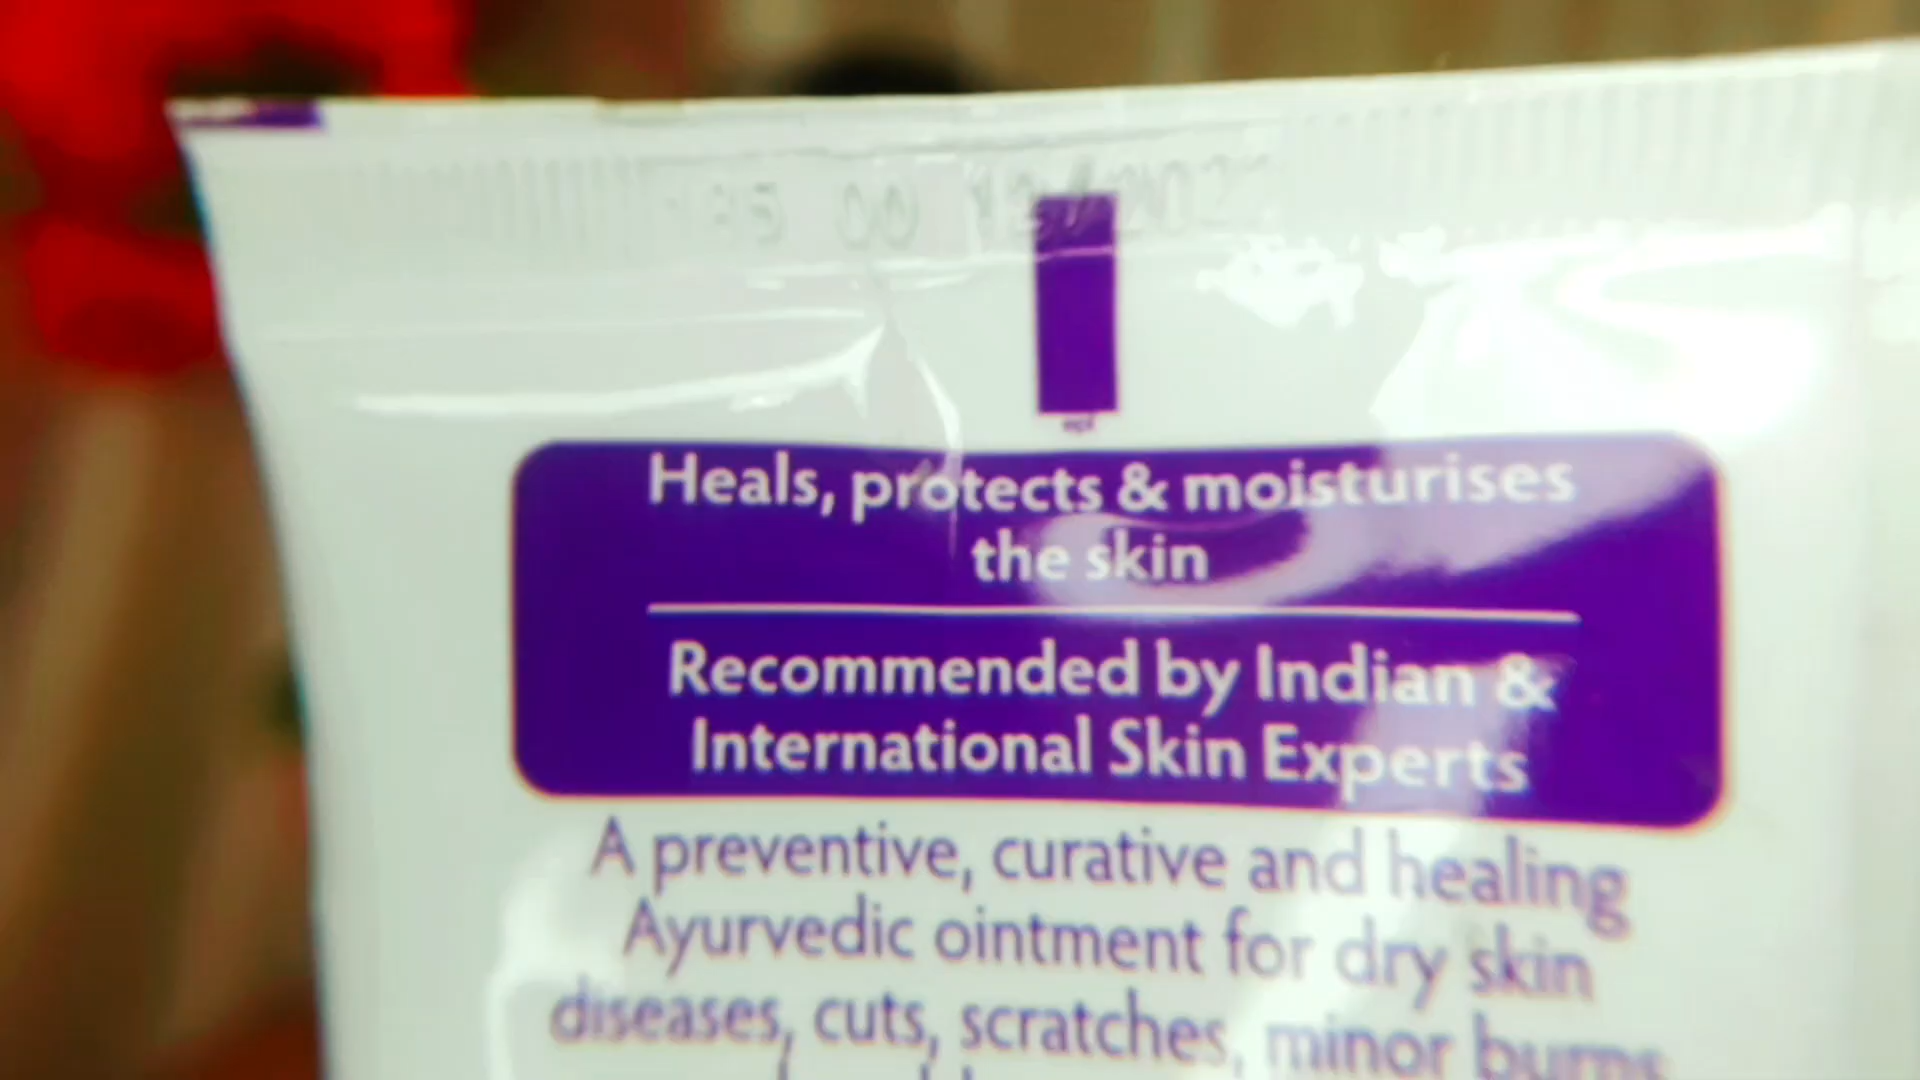 Heals, protects & moisturises
the skin
Recommended by Indian &
International Skin Experts
A preventive, curative and healing
Ayurvedic ointment for dry skin
diseases, cuts, scratches, minor burns